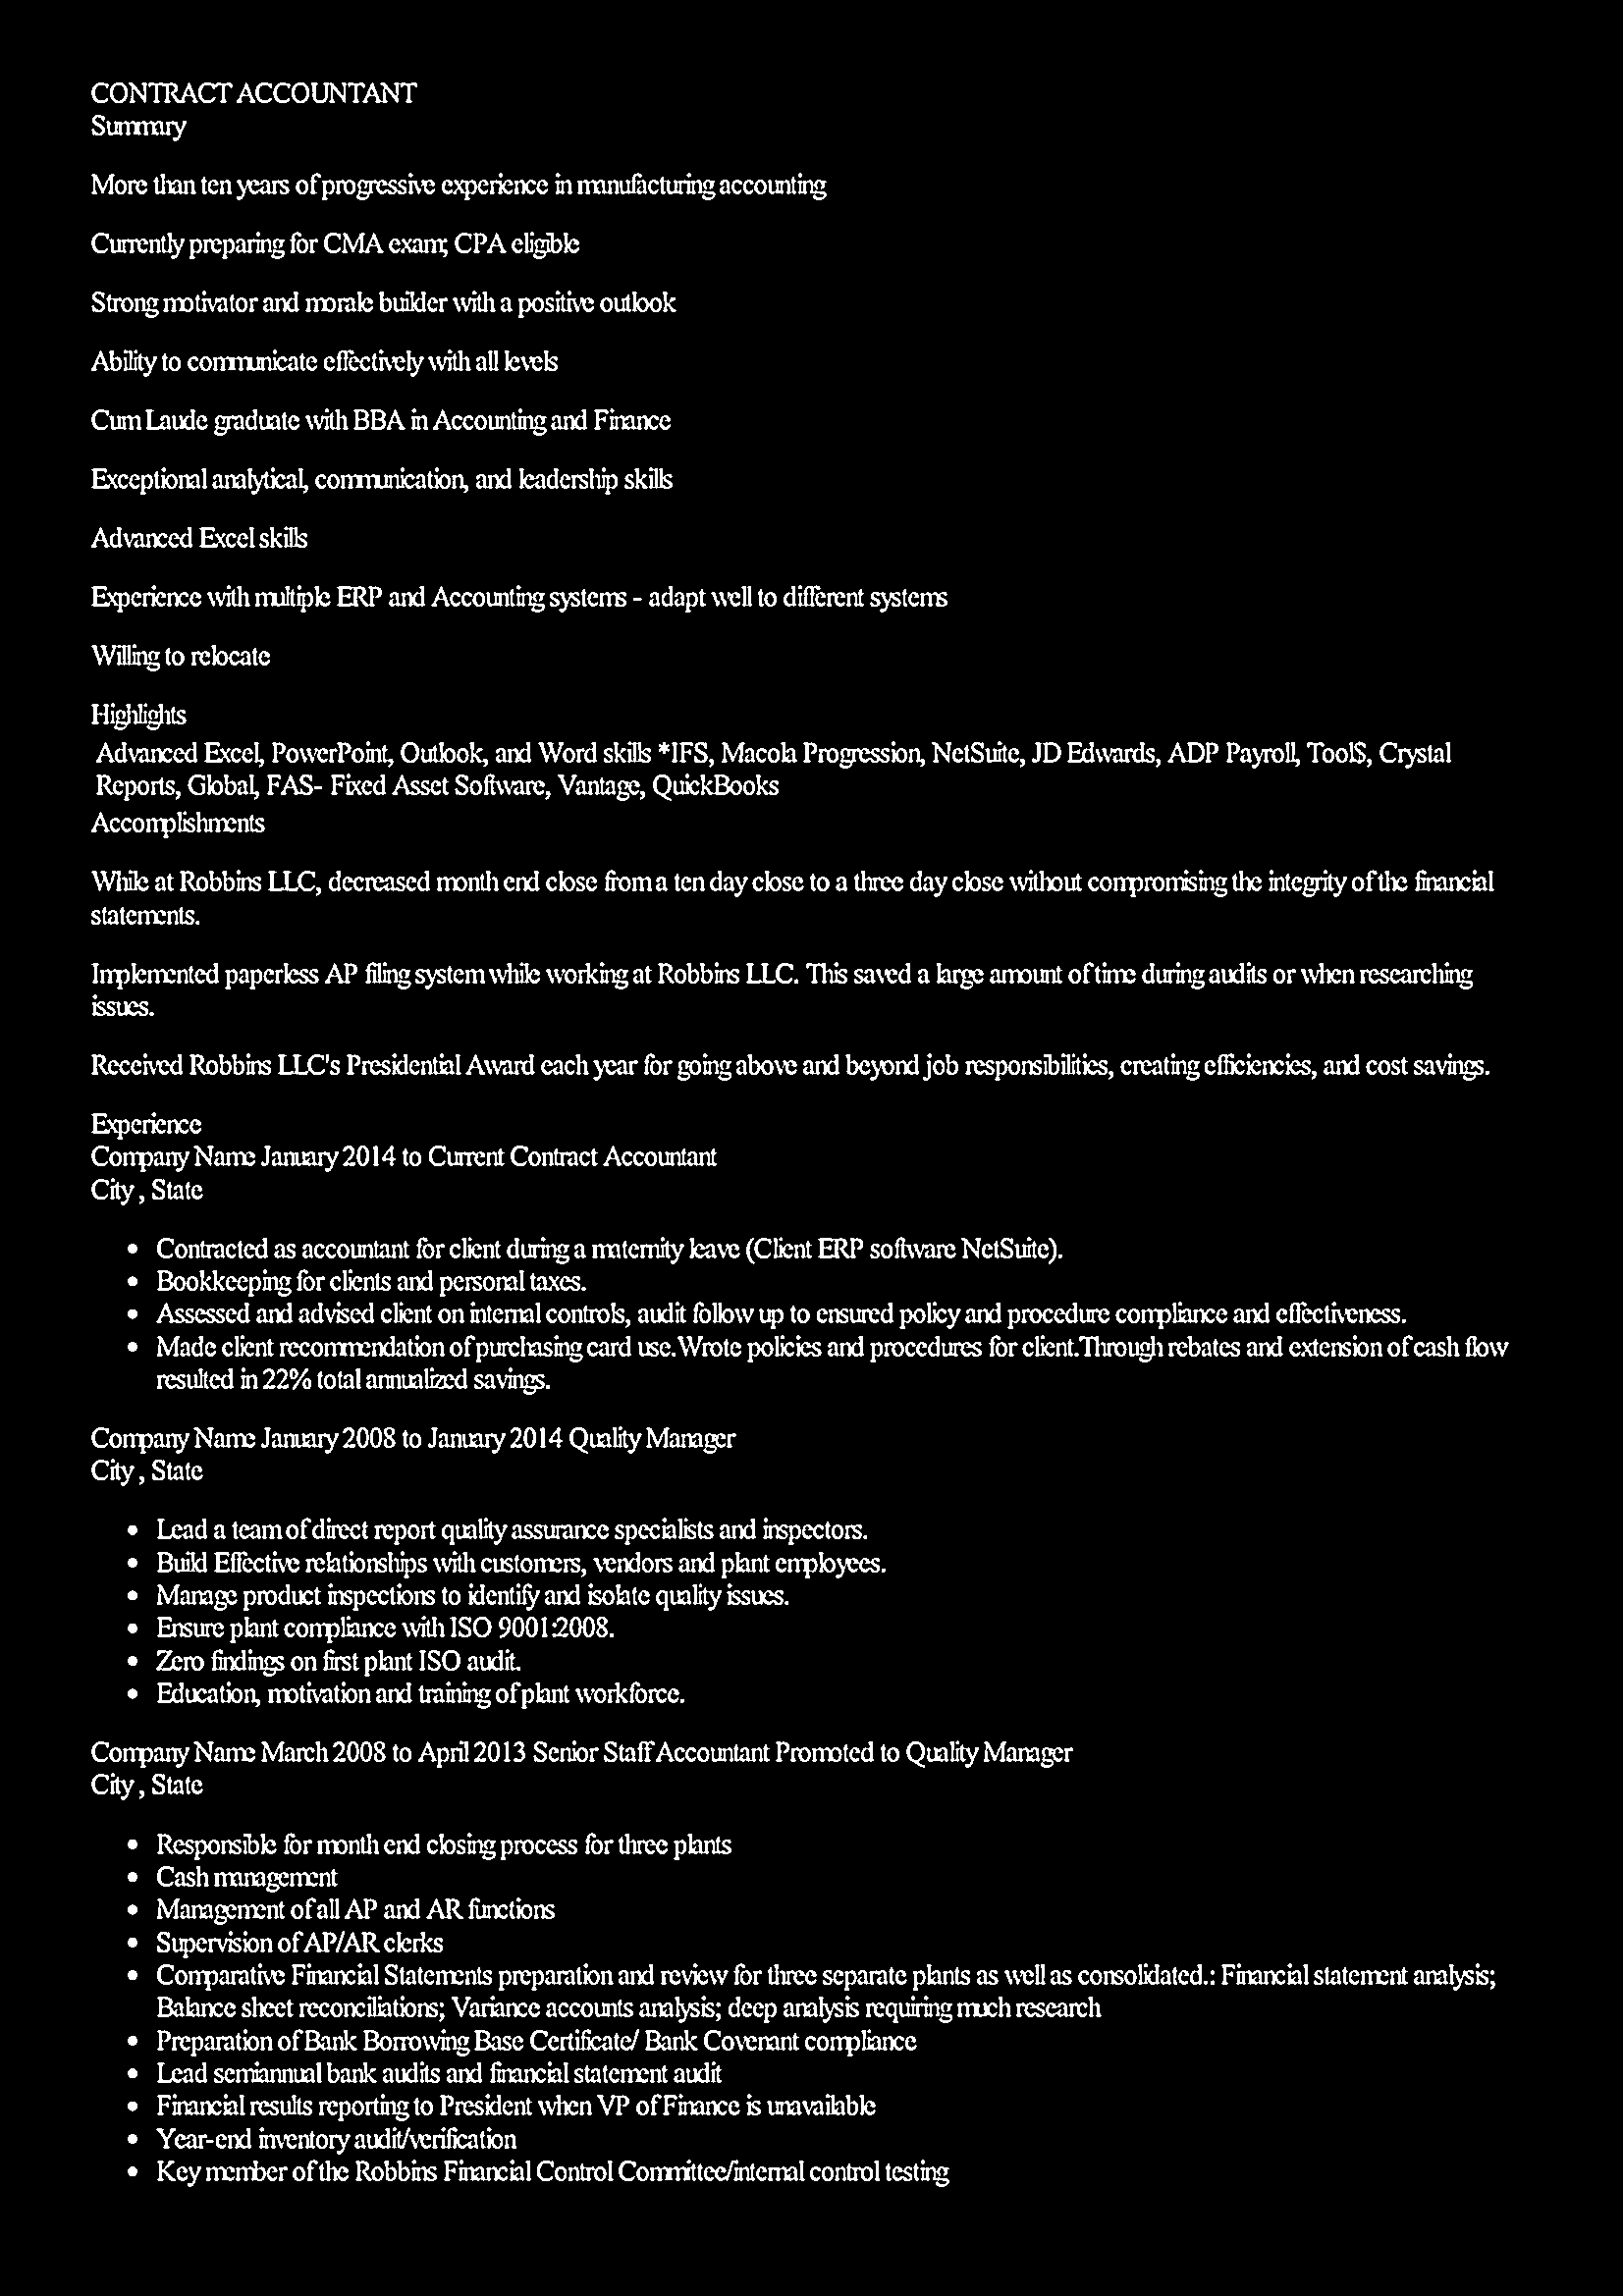 CONTRACT ACCOUNTANT
Summary
More than ten years of progressive experience in manufacturing accounting
Currently preparing for CMA exam; CPA eligible
Strong motivator and morale builder with a positive outlook
Ability to communicate effectively with all levels
Cum Laude graduate with BBA in Accounting and Finance
Exceptional analytical, communication, and leadership skills
Advanced Excel skills
Experience with multiple ERP and Accounting systems - adapt well to different systems
Willing to relocate
Highlights
Advanced Excel, PowerPoint, Outlook, and Word skills *IFS, Macola Progression, NetSuite, JD Edwards, ADP Payroll, Tool$, Crystal
Reports, Global, FAS- Fixed Asset Software, Vantage, QuickBooks
Accomplishments
While at Robbins LLC, decreased month end close from a ten day close to a three day close without compromising the integrity of the financial
statements.
Implemented paperless AP filing system while working at Robbins LLC. This saved a large amount of time during audits or when researching
issues.
Received Robbins LLC's Presidential Award each year for going above and beyond job responsibilities, creating efficiencies, and cost savings.
Experience
Company Name January 2014 to Current Contract Accountant
City , State
• Contracted as accountant for client during a maternity leave (Client ERP software NetSuite).
• Bookkeeping for clients and personal taxes.
• Assessed and advised client on internal controls, audit follow up to ensured policy and procedure compliance and effectiveness.
• Made client recommendation of purchasing card use.Wrote policies and procedures for client.Through rebates and extension of cash flow
resulted in 22% total annualized savings.
Company Name January 2008 to January 2014 Quality Manager
City , State
• Lead a team of direct report quality assurance specialists and inspectors.
• Build Effective relationships with customers, vendors and plant employees.
• Manage product inspections to identify and isolate quality issues.
• Ensure plant compliance with ISO 9001:2008.
• Zero findings on first plant ISO audit.
• Education, motivation and training of plant workforce.
Company Name March 2008 to April 2013 Senior Staff Accountant Promoted to Quality Manager
City , State
• Responsible for month end closing process for three plants
• Cash management
• Management of all AP and AR functions
• Supervision of AP/AR clerks
• Comparative Financial Statements preparation and review for three separate plants as well as consolidated.: Financial statement analysis;
Balance sheet reconciliations; Variance accounts analysis; deep analysis requiring much research
• Preparation of Bank Borrowing Base Certificate/ Bank Covenant compliance
• Lead semiannual bank audits and financial statement audit
• Financial results reporting to President when VP of Finance is unavailable
• Year-end inventory audit/verification
• Key member of the Robbins Financial Control Committee/internal control testing